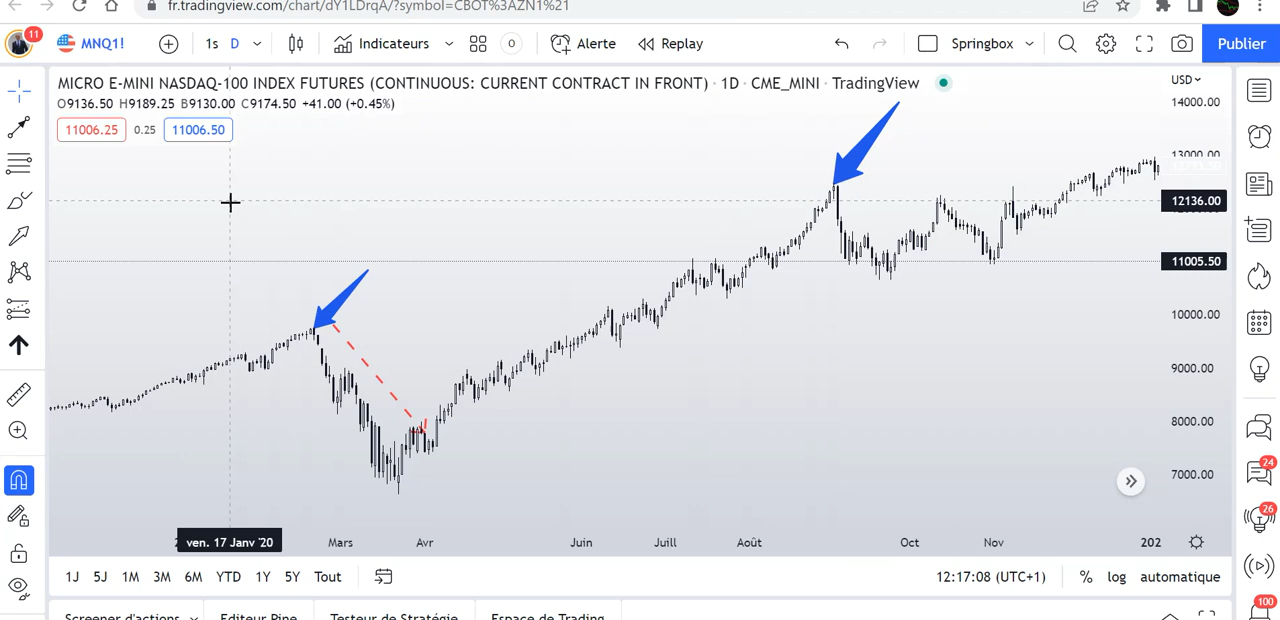 fr.tradingview.com/chart/dY1LDrqA/?symbol=CBOT%3AZN1%21
11 MNQ1! 1s D Indicateurs 0 Alerte Replay Springbox Publier
MICRO E-MINI NASDAQ-100 INDEX FUTURES (CONTINUOUS: CURRENT CONTRACT IN FRONT) · 1D · CME_MINI · TradingView
USD
O9136.50 H9189.25 B9130.00 C9174.50 +41.00 (+0.45%)
14000.00
11006.25 0.25 11006.50
13000.00
12136.00
11005.50
10000.00
9000.00
8000.00
7000.00
24
26
100
ven. 17 Janv '20 Mars Avr Juin Juill Août Oct Nov 202
1J 5J 1M 3M 6M YTD 1Y 5Y Tout 12:17:08 (UTC+1) % log automatique
Screener d'actions Editeur Pine Testeur de Stratégie Espace de Trading